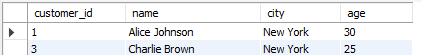 customer_id name city age
1 Alice Johnson New York 30
3 Charlie Brown New York 25